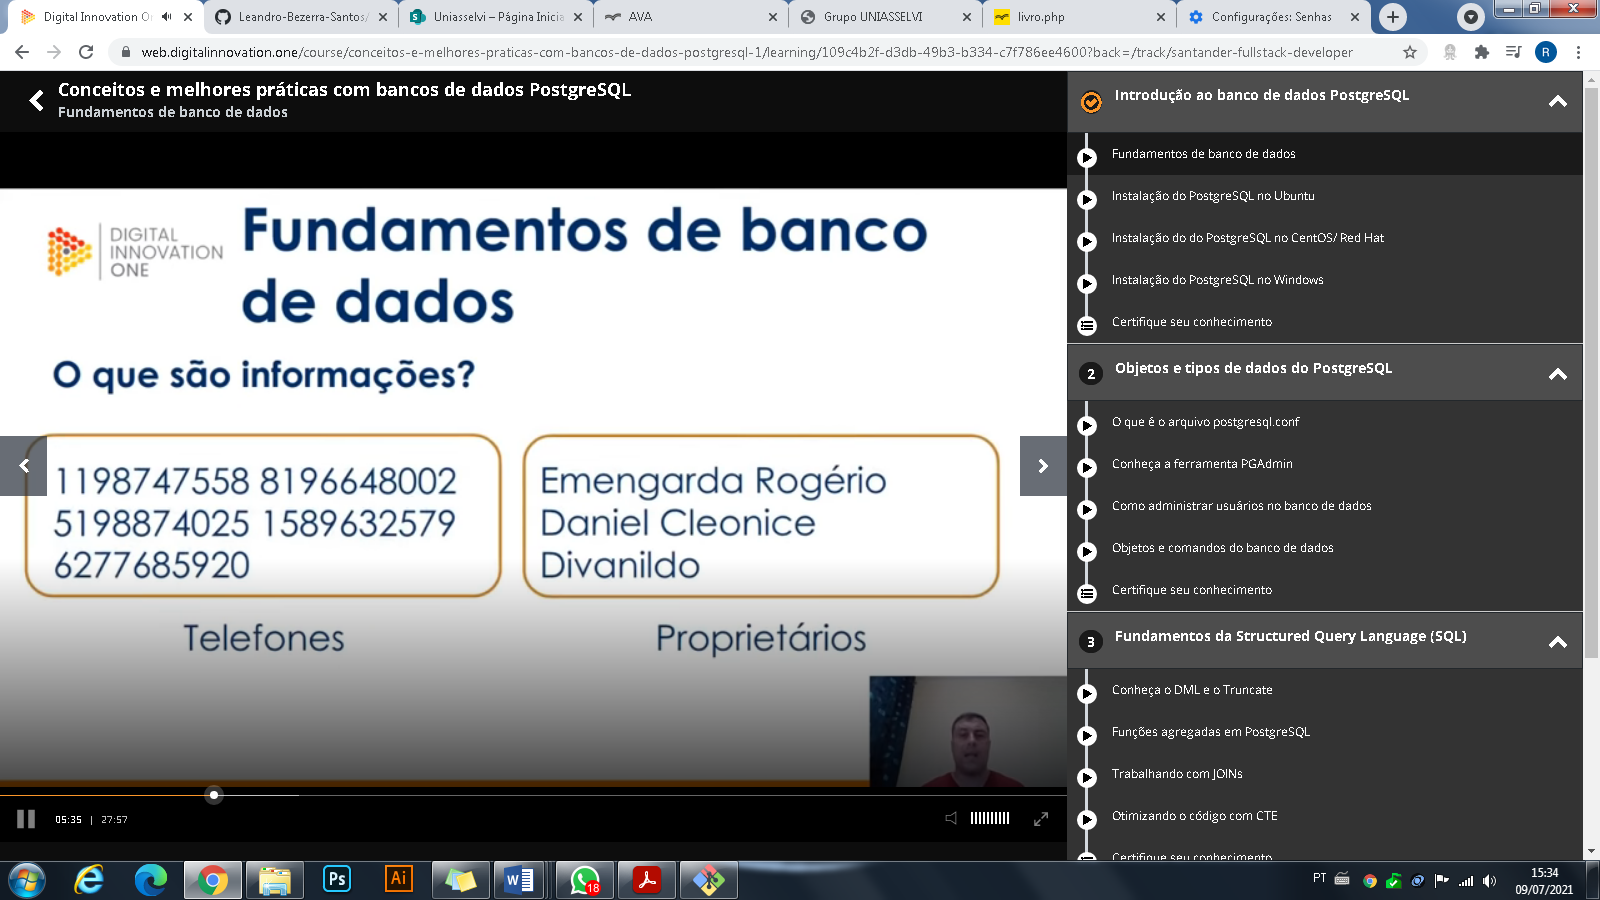 Digital Innovation O
Leandro-Bezerra-Santos/
Uniasselvi – Página Inicia
AVA
Grupo UNIASSELVI
livro.php
Configurações: Senhas
web.digitalinnovation.one/course/conceitos-e-melhores-praticas-com-bancos-de-dados-postgresql-1/learning/109c4b2f-d3db-49b3-b334-c7f786ee4600?back=/track/santander-fullstack-developer
R
Conceitos e melhores práticas com bancos de dados PostgreSQL
Fundamentos de banco de dados
DIGITAL
INNOVATION
ONE
Fundamentos de banco
de dados
O que são informações?
1198747558 8196648002
5198874025 1589632579
6277685920
Telefones
Emengarda Rogério
Daniel Cleonice
Divanildo
Proprietários
05:35 | 27:57
Introdução ao banco de dados PostgreSQL
Fundamentos de banco de dados
Instalação do PostgreSQL no Ubuntu
Instalação do do PostgreSQL no CentOS/ Red Hat
Instalação do PostgreSQL no Windows
Certifique seu conhecimento
2 Objetos e tipos de dados do PostgreSQL
O que é o arquivo postgresql.conf
Conheça a ferramenta PGAdmin
Como administrar usuários no banco de dados
Objetos e comandos do banco de dados
Certifique seu conhecimento
3 Fundamentos da Structured Query Language (SQL)
Conheça o DML e o Truncate
Funções agregadas em PostgreSQL
Trabalhando com JOINs
Otimizando o código com CTE
Certifique seu conhecimento
Ps
Ai
W
18
PT
15:34
09/07/2021